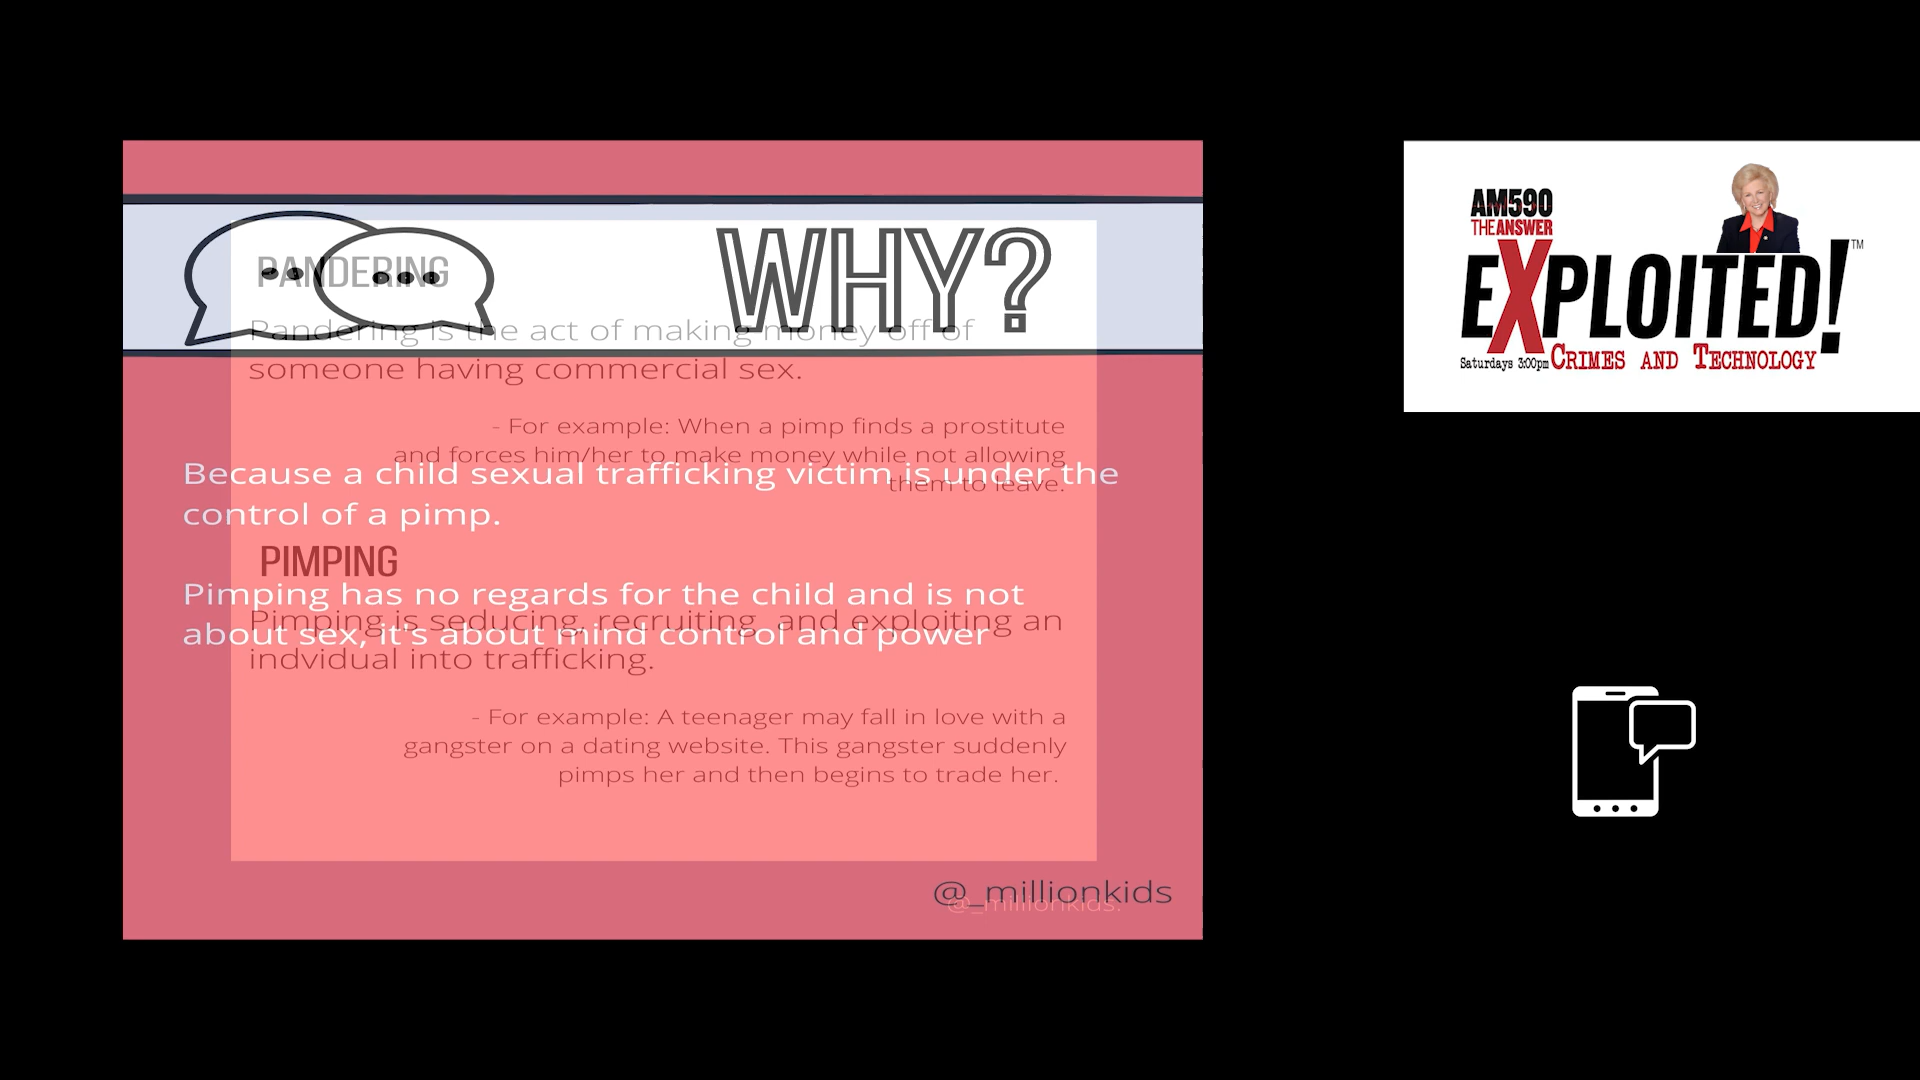 WHY?
PANDERING
Pandering is the act of making money off of
someone having commercial sex.
- For example: When a pimp finds a prostitute
and forces him/her to make money while not allowing
them to leave.
Because a child sexual trafficking victim is under the
control of a pimp.
PIMPING
Pimping has no regards for the child and is not
about sex, it's about mind control and power
Pimping is seducing, recruiting, and exploiting an
indvidual into trafficking.
- For example: A teenager may fall in love with a
gangster on a dating website. This gangster suddenly
pimps her and then begins to trade her.
@_millionkids
@_millionkids.
AM590
THE ANSWER
EXPLOITED!™
Saturdays 3:00pm CRIMES AND TECHNOLOGY